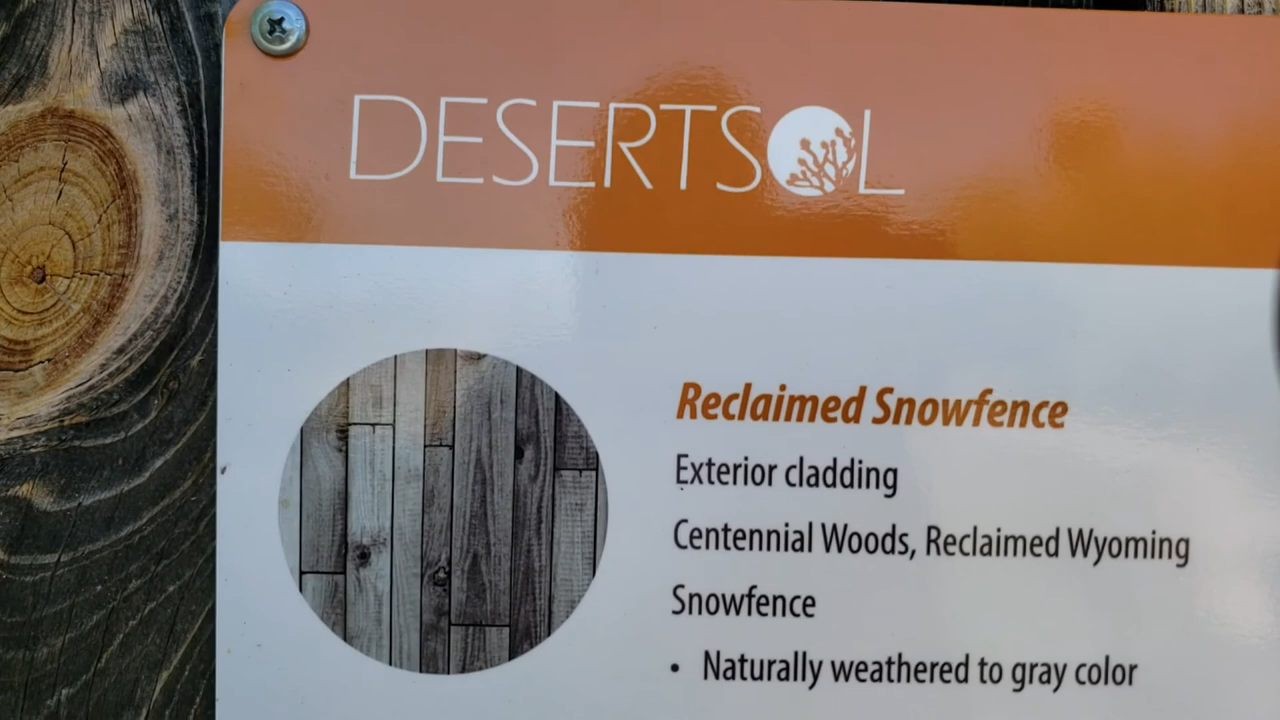 DESERTSOL
Reclaimed Snowfence
Exterior cladding
Centennial Woods, Reclaimed Wyoming
Snowfence
• Naturally weathered to gray color